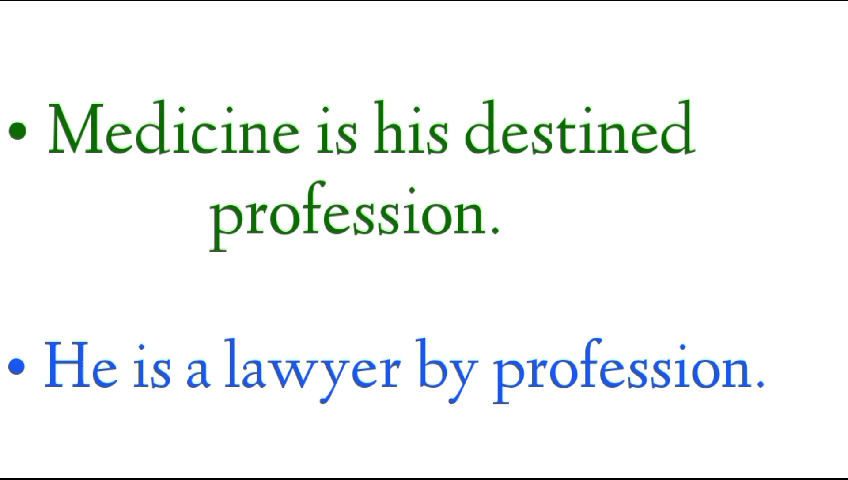 • Medicine is his destined
profession.
• He is a lawyer by profession.